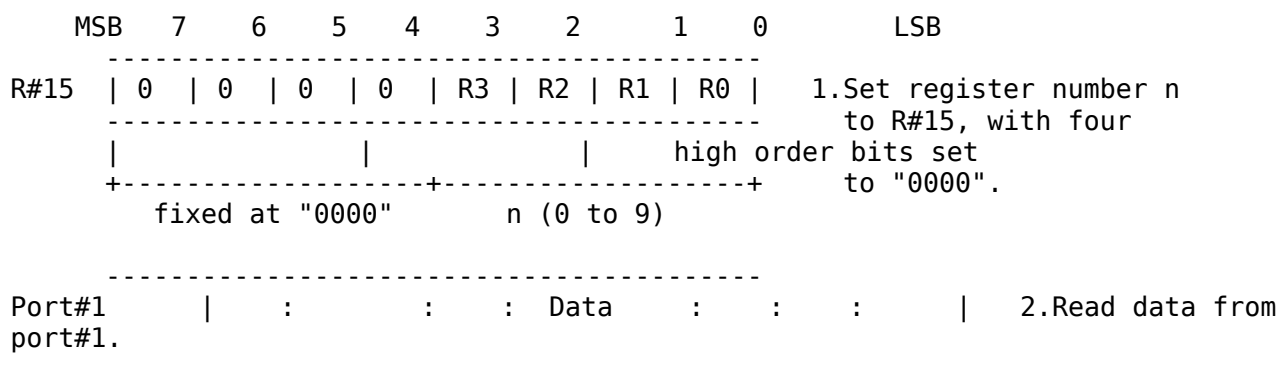 MSB   7    6    5    4    3    2      1    0        LSB
      -----------------------------------------
R#15  | 0  | 0  | 0  | 0  | R3 | R2 | R1 | R0 |   1.Set register number n
      -----------------------------------------     to R#15, with four
      |               |             |     high order bits set
      +-------------------+-------------------+     to "0000".
         fixed at "0000"       n (0 to 9)

      -----------------------------------------
Port#1      |    :        :    :  Data     :    :    :      |   2.Read data from
port#1.